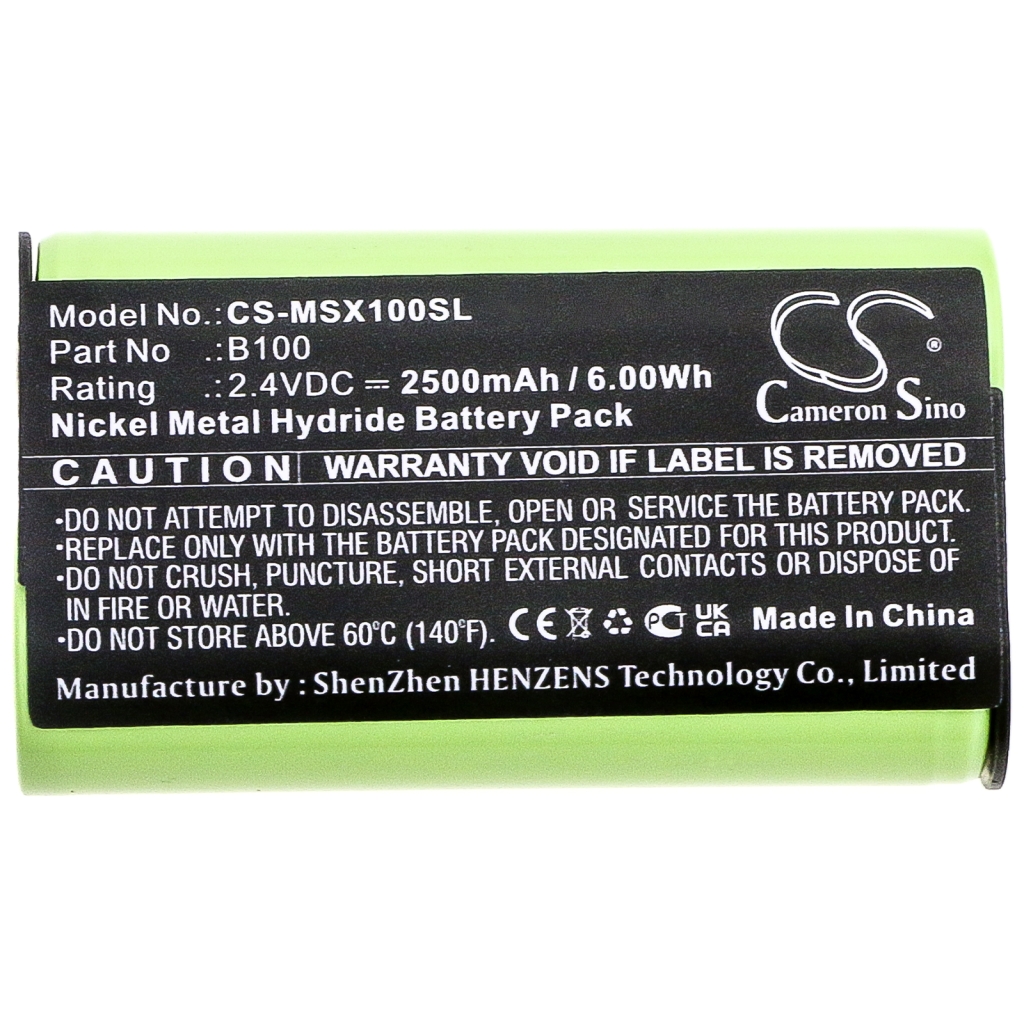 Model No.:CS-MSX100SL
Part No .:B100
Rating .:2.4VDC ⎓ 2500mAh / 6.00Wh
Nickel Metal Hydride Battery Pack
CS ®
Cameron Sino
CAUTION | WARRANTY VOID IF LABEL IS REMOVED
·DO NOT ATTEMPT TO DISASSEMBLE, OPEN OR SERVICE THE BATTERY PACK.
·REPLACE ONLY WITH THE BATTERY PACK DESIGNATED FOR THIS PRODUCT.
·DO NOT CRUSH, PUNCTURE, SHORT EXTERNAL CONTACTS OR DISPOSE OF
IN FIRE OR WATER.
·DO NOT STORE ABOVE 60°C (140°F).
CE PCT UK CA Made In China
Manufacture by : ShenZhen HENZENS Technology Co., Limited